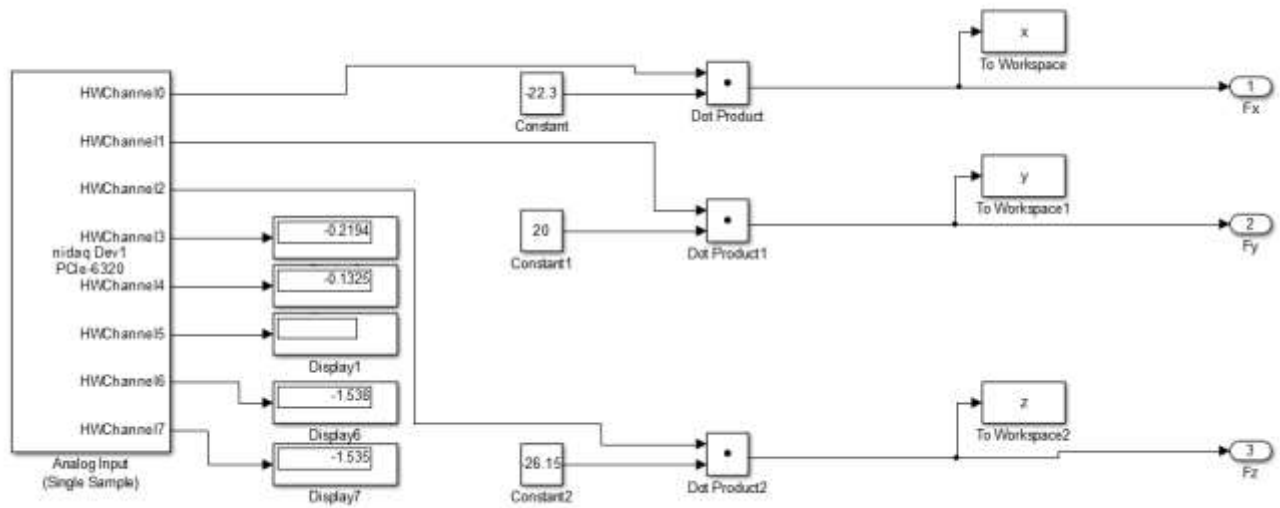 x
To Workspace
HWChannel0
-22.3
Constant
Dot Product
1
Fx
HWChannel1
HWChannel2
y
To Workspace1
HWChannel3
-0.2194
20
Constant1
Dot Product1
2
Fy
nidaq Dev1
PCIe-6320
HWChannel4
-0.1325
HWChannel5
Display1
HWChannel6
-1.538
Display6
z
To Workspace2
HWChannel7
-1.535
Display7
-26.15
Constant2
Dot Product2
3
Fz
Analog Input
(Single Sample)